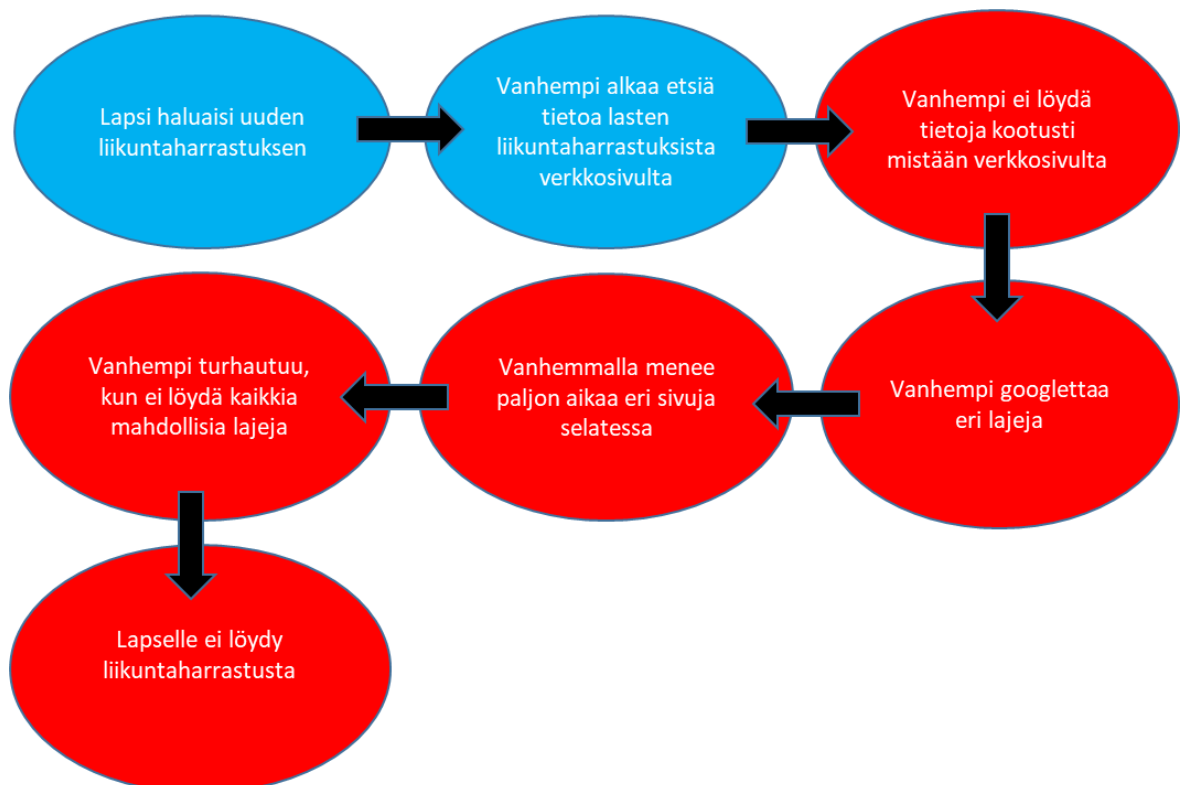 Lapsi haluaisi uuden
liikuntaharrastuksen
Vanhempi alkaa etsiä
tietoa lasten
liikuntaharrastuksista
verkkosivulta
Vanhempi ei löydä
tietoja kootusti
mistään verkkosivulta
Vanhempi googlettaa
eri lajeja
Vanhemmalla menee
paljon aikaa eri sivuja
selatessa
Vanhempi turhautuu,
kun ei löydä kaikkia
mahdollisia lajeja
Lapselle ei löydy
liikuntaharrastusta